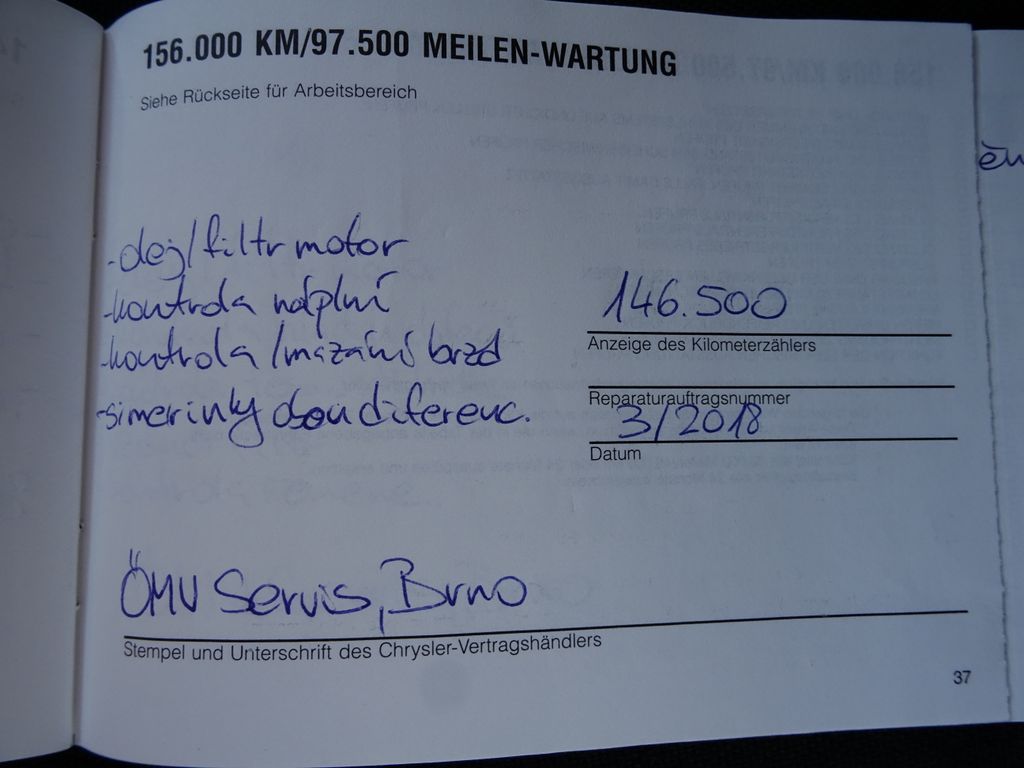 156.000 KM/97.500 MEILEN-WARTUNG
Siehe Rückseite für Arbeitsbereich
-olej/filtr motor
-kontrola náplní
-kontrola/mazání brzd
-simerinky diferenc.
146.500
Anzeige des Kilometerzählers
Reparaturauftragsnummer
3/2018
Datum
ÖMV Servis, Brno
Stempel und Unterschrift des Chrysler-Vertragshändlers
37